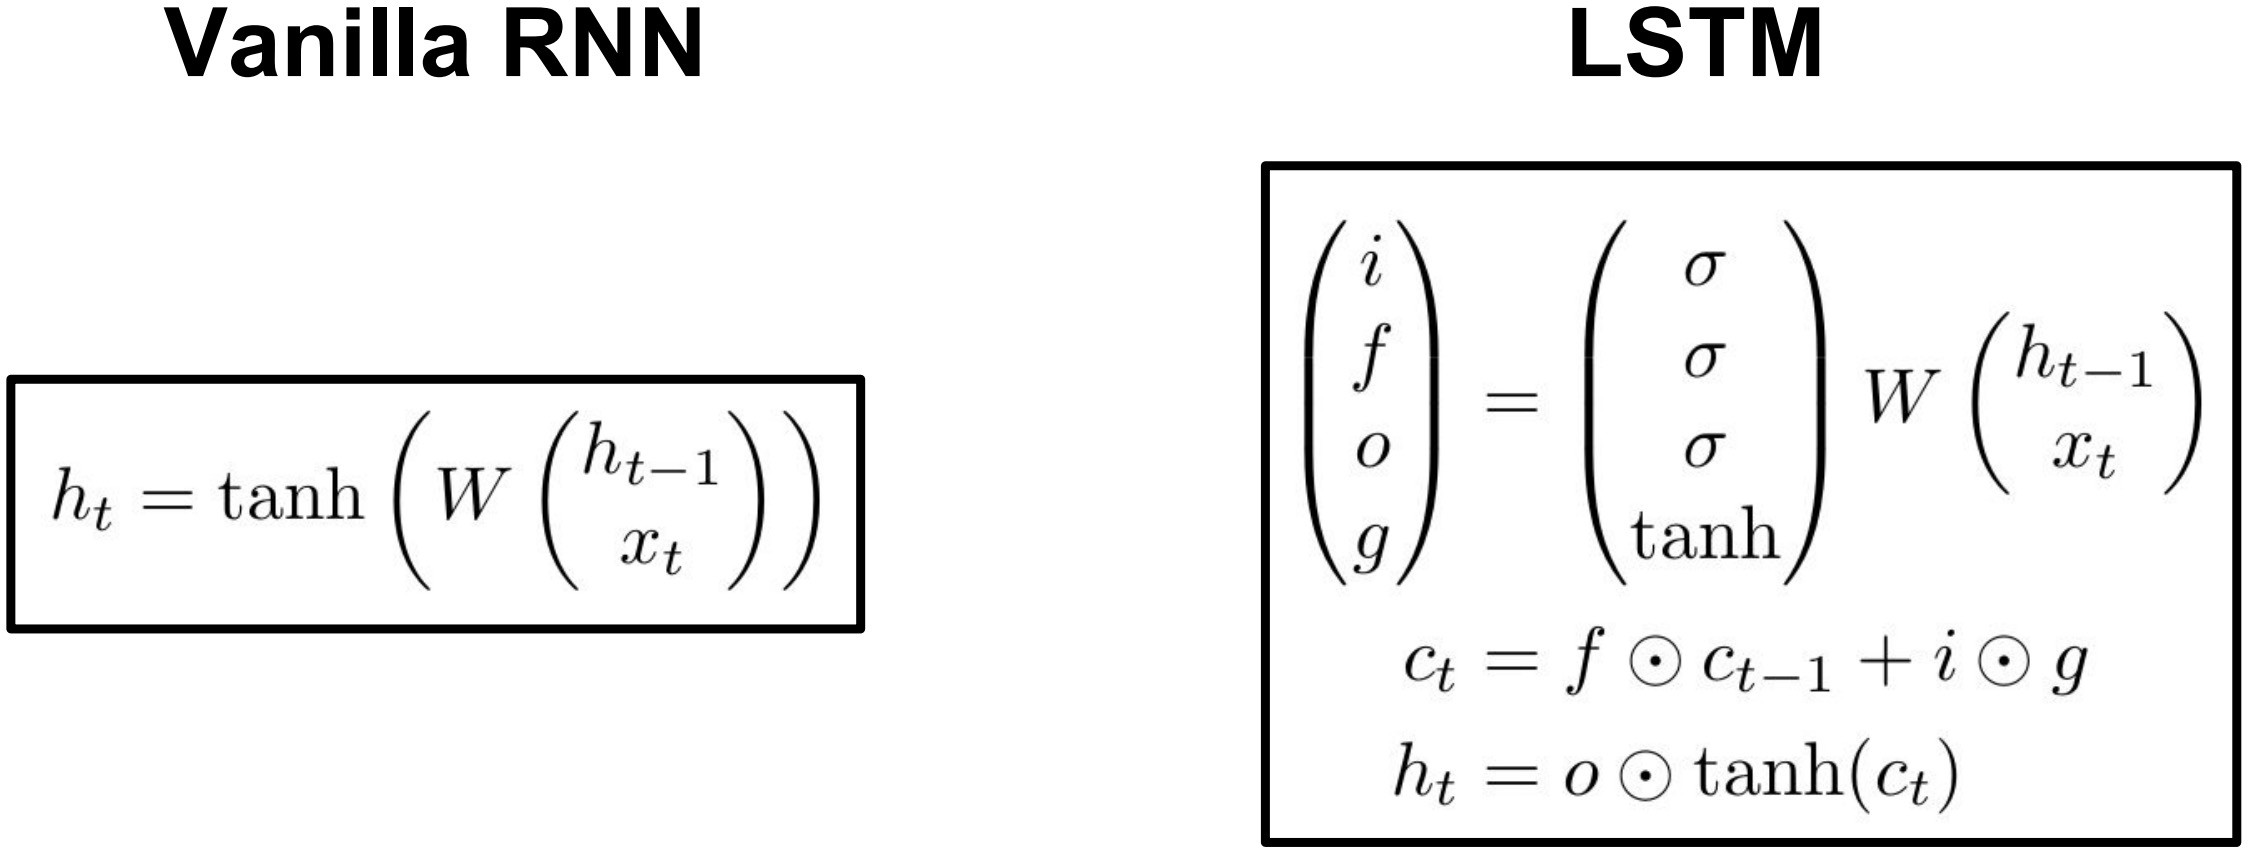 Vanilla RNN
LSTM
h_t = tanh ( W ( h_{t-1} x_t ) )
( i f o g ) = ( σ σ σ tanh ) W ( h_{t-1} x_t )
c_t = f ⊙ c_{t-1} + i ⊙ g
h_t = o ⊙ tanh(c_t)